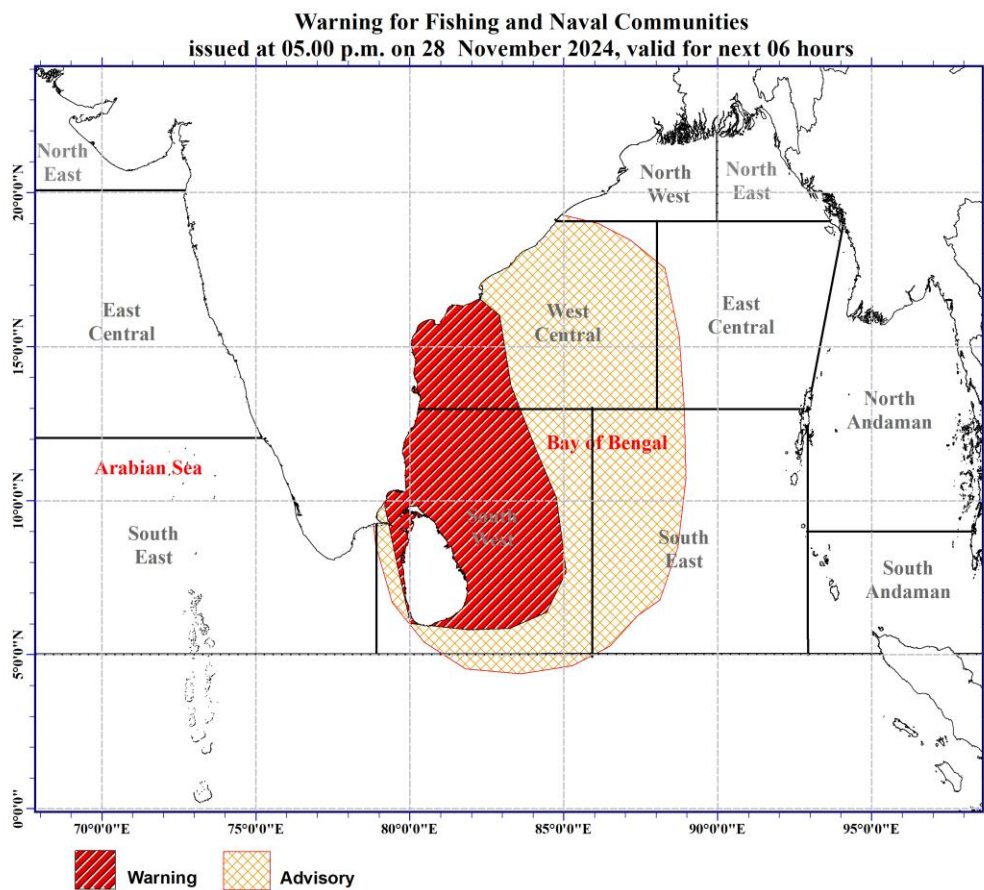 Warning for Fishing and Naval Communities
issued at 05.00 p.m. on 28 November 2024, valid for next 06 hours
North
East
North
West
North
East
20°0'0"N
East
Central
West
Central
East
Central
15°0'0"N
North
Andaman
Bay of Bengal
Arabian Sea
10°0'0"N
South
East
South
West
South
East
South
Andaman
5°0'0"N
0°0'0"
70°0'0"E
75°0'0"E
80°0'0"E
85°0'0"E
90°0'0"E
95°0'0"E
Warning
Advisory